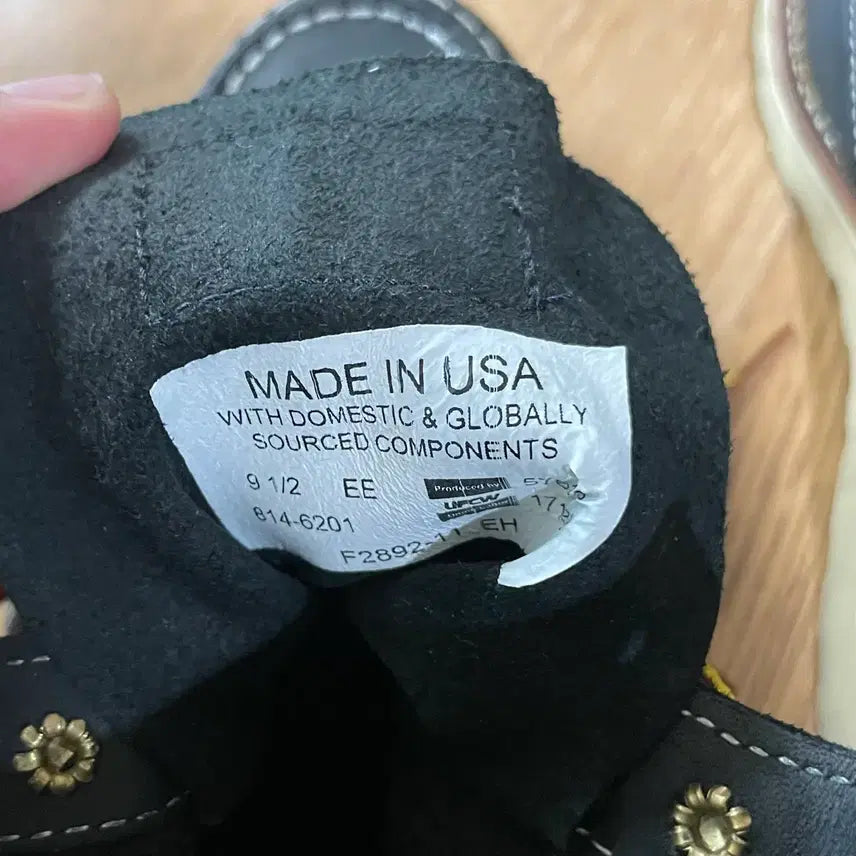 MADE IN USA
WITH DOMESTIC & GLOBALLY
SOURCED COMPONENTS
9 1/2 EE
Produced by
UFCW
814-6201